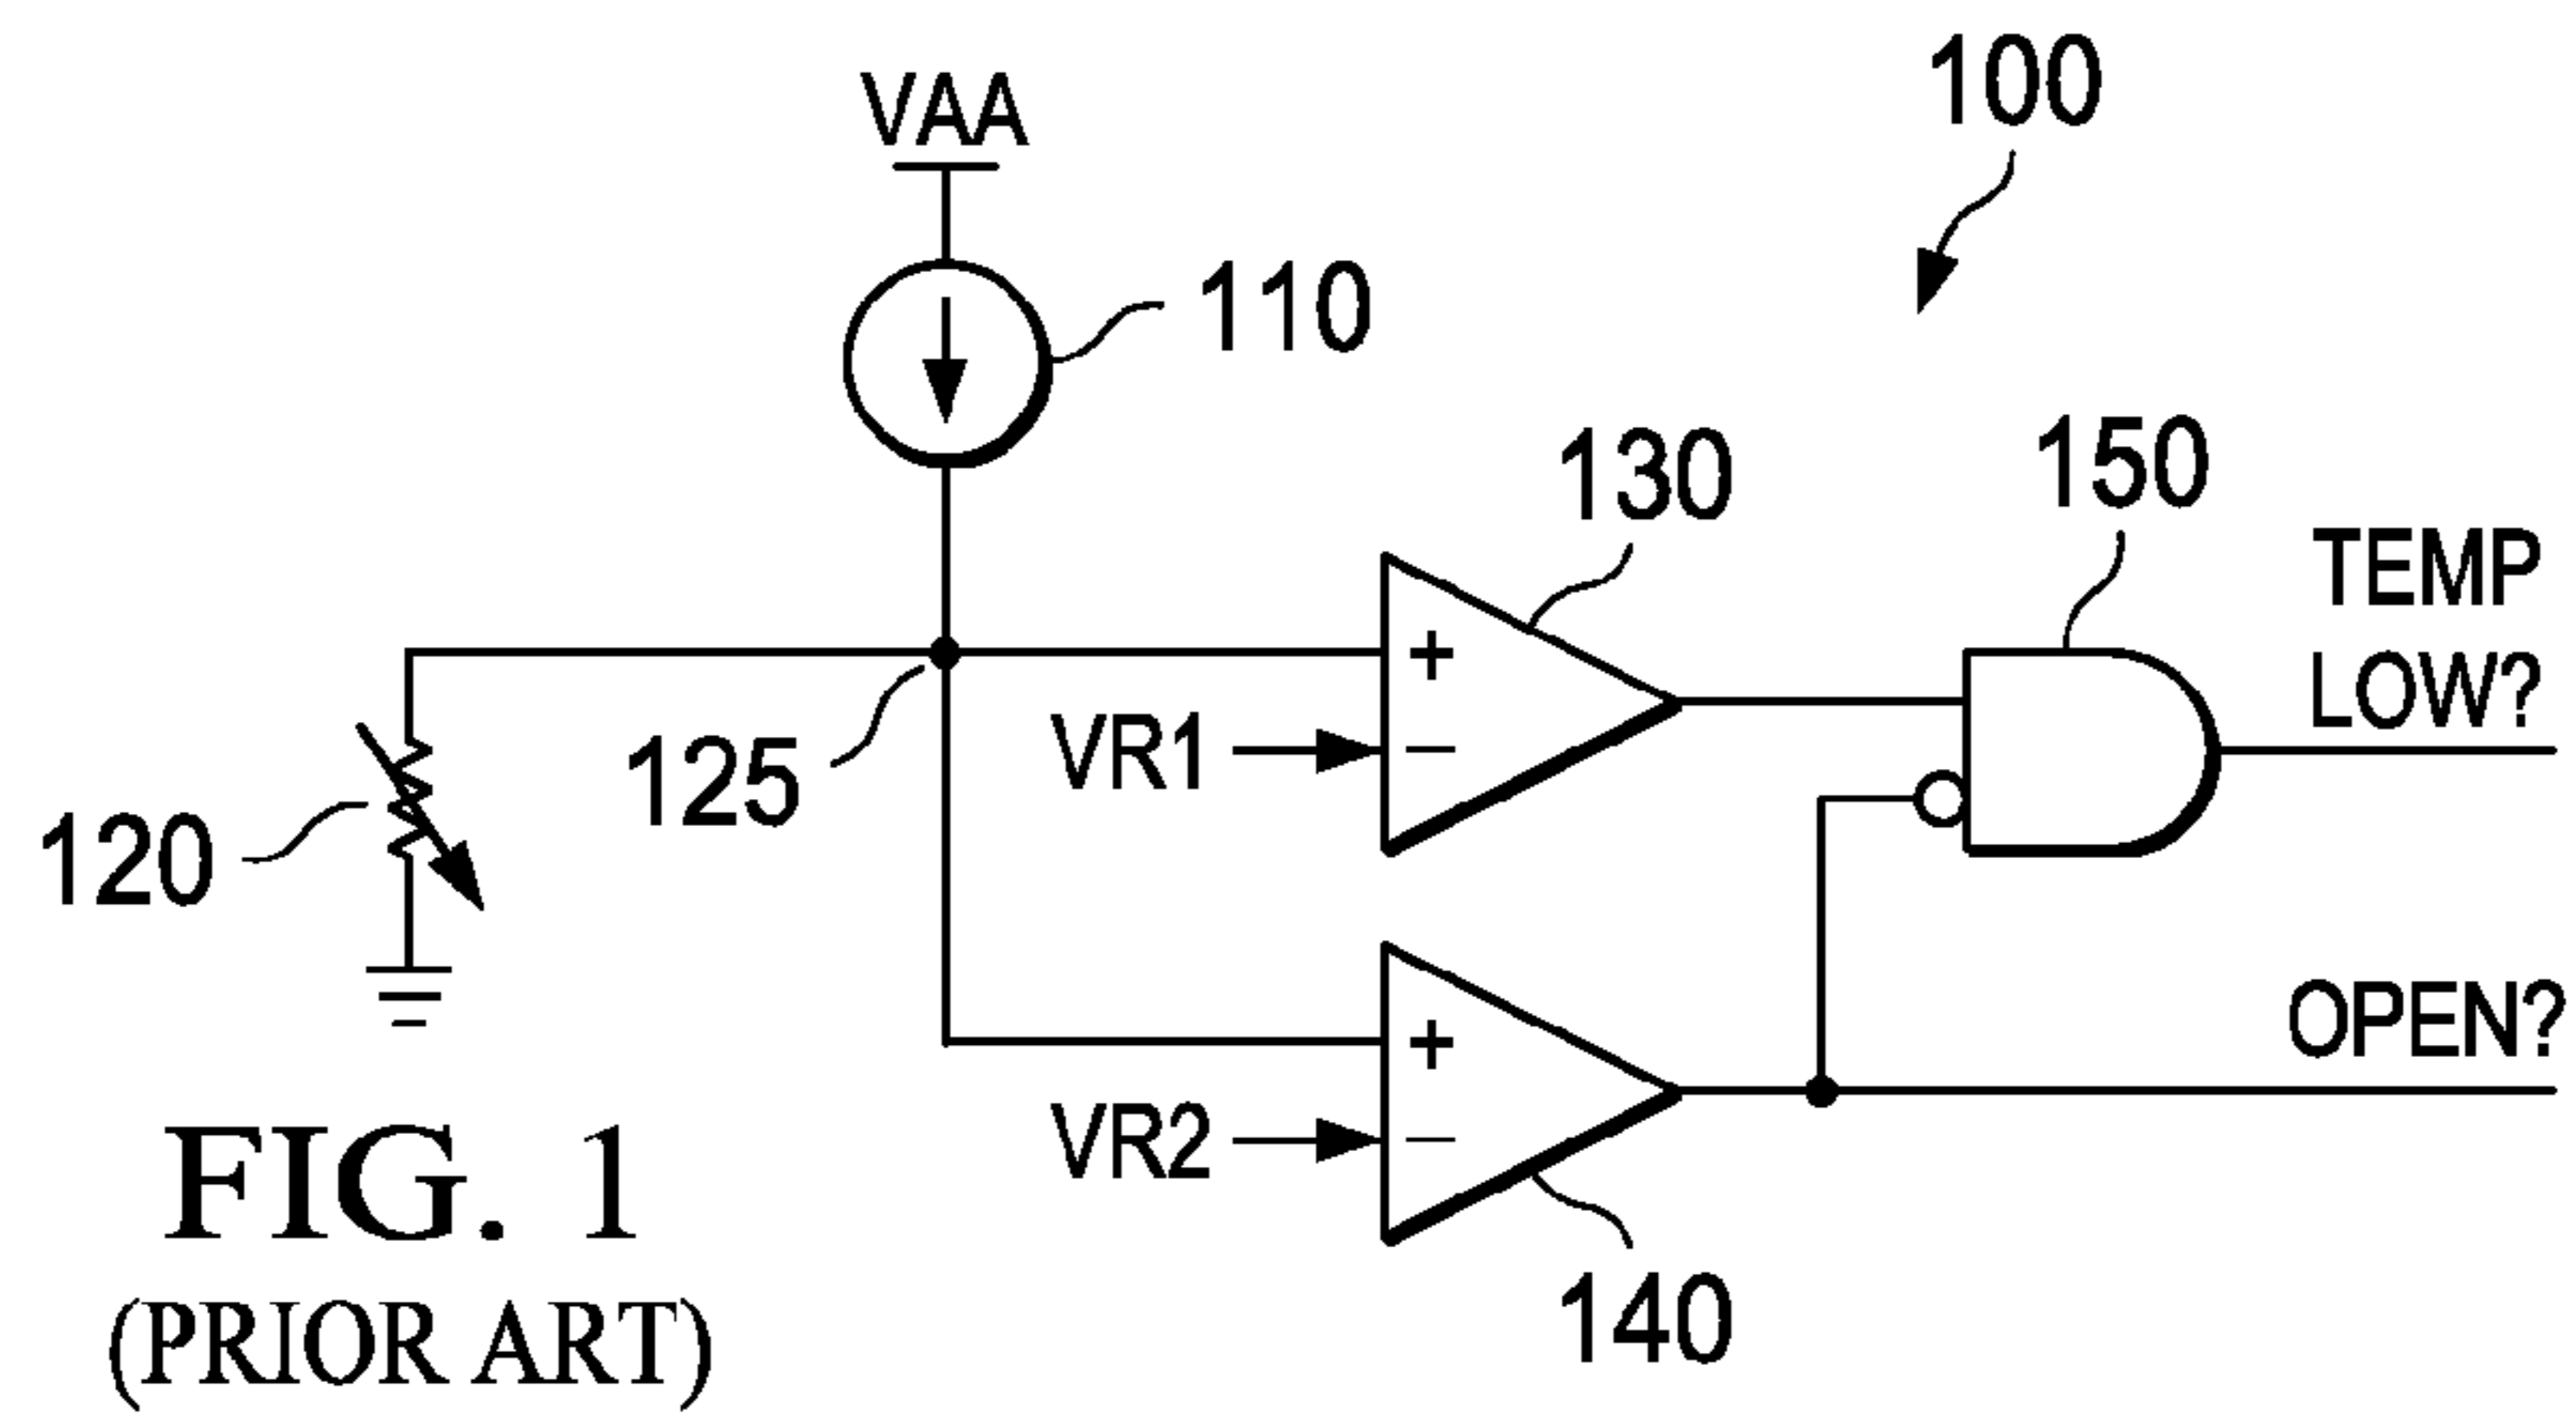 100
VAA
110
130
150
TEMP
LOW?
+
125
VR1
−
120
+
OPEN?
VR2
−
FIG. 1
(PRIOR ART)
140